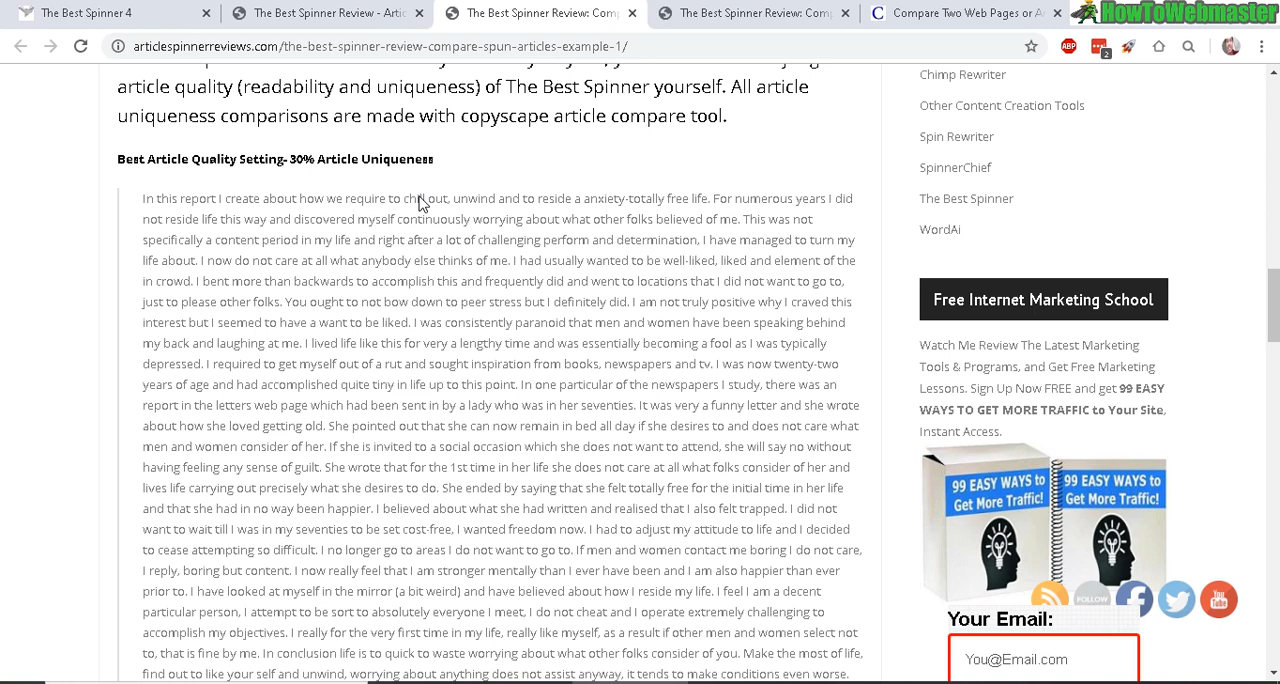 The Best Spinner 4
The Best Spinner Review - Artic
The Best Spinner Review: Com
The Best Spinner Review: Comp
Compare Two Web Pages or A
HowToWebmaster
articlespinnerreviews.com/the-best-spinner-review-compare-spun-articles-example-1/
ABP
2
article quality (readability and uniqueness) of The Best Spinner yourself. All article
uniqueness comparisons are made with copyscape article compare tool.
Best Article Quality Setting- 30% Article Uniqueness
In this report I create about how we require to chill out, unwind and to reside a anxiety-totally free life. For numerous years I did
not reside life this way and discovered myself continuously worrying about what other folks believed of me. This was not
specifically a content period in my life and right after a lot of challenging perform and determination, I have managed to turn my
life about. I now do not care at all what anybody else thinks of me. I had usually wanted to be well-liked, liked and element of the
in crowd. I bent more than backwards to accomplish this and frequently did and went to locations that I did not want to go to,
just to please other folks. You ought to not bow down to peer stress but I definitely did. I am not truly positive why I craved this
interest but I seemed to have a want to be liked. I was consistently paranoid that men and women have been speaking behind
my back and laughing at me. I lived life like this for very a lengthy time and was essentially becoming a fool as I was typically
depressed. I required to get myself out of a rut and sought inspiration from books, newspapers and tv. I was now twenty-two
years of age and had accomplished quite tiny in life up to this point. In one particular of the newspapers I study, there was an
report in the letters web page which had been sent in by a lady who was in her seventies. It was very a funny letter and she wrote
about how she loved getting old. She pointed out that she can now remain in bed all day if she desires to and does not care what
men and women consider of her. If she is invited to a social occasion which she does not want to attend, she will say no without
having feeling any sense of guilt. She wrote that for the 1st time in her life she does not care at all what folks consider of her and
lives life carrying out purely what she desires to do. She ended by saying that she felt totally free for the initial time in her life
and that she had in no way been happier. I believed about what she had written and realised that I also felt trapped. I did not
want to wait till I was in my seventies to be set tension-free, I wanted freedom now. I had to adjust my attitude to life and I decided
to cease attempting so difficult. I no longer go to areas I do not want to go to. If men and women contact me boring I do not care,
I reply, boring but content. I now really feel that I am stronger mentally than I ever have been and I am also happier than ever
prior to. I have looked at myself in the mirror (a lot word) and have believed about how I reside my life. I feel I am a decent
particular person, I attempt to be nice to completely everyone I meet, I do not cheat and I operate extremely challenging to
accomplish my objectives. I really for the very first time in my life, really like myself, as a result if other men and women select not
to, that is fine by me. In conclusion life is to quick to waste worrying about what other folks consider of you. Make the most of life,
find out to like your self and unwind, worrying about anything does not assist anyway, it tends to make conditions even worse.
Chimp Rewriter
Other Content Creation Tools
Spin Rewriter
SpinnerChief
The Best Spinner
WordAi
Free Internet Marketing School
Watch Me Review The Latest Marketing
Tools & Programs, and Get Free Marketing
Lessons. Sign Up Now FREE and get 99 EASY
WAYS TO GET MORE TRAFFIC to Your Site,
Instant Access.
99 EASY WAYS to
Get More Traffic!
99 EASY WAYS to
Get More Traffic!
FOLLOW
You
Tube
Your Email:
You@Email.com